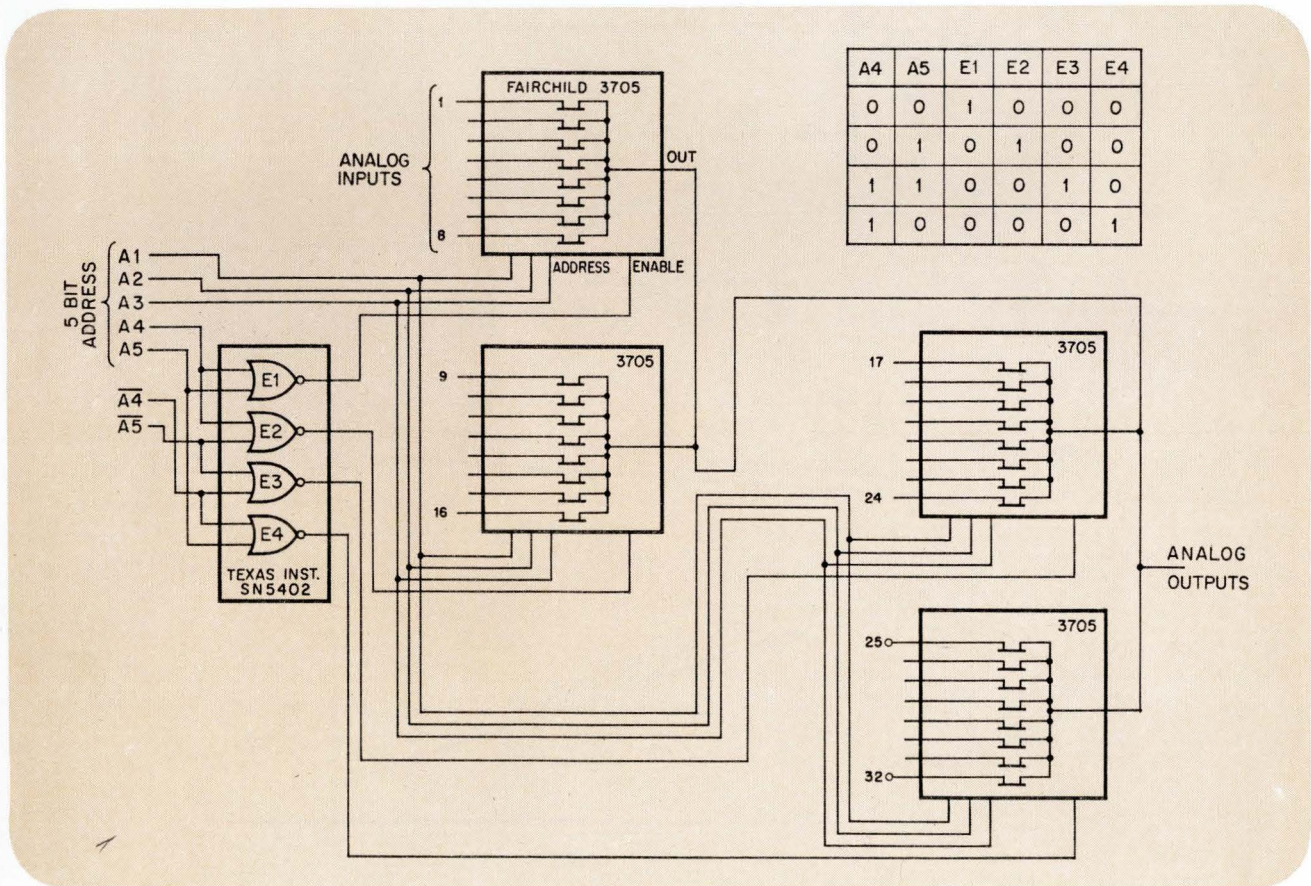 A4 A5 E1 E2 E3 E4
0 0 1 0 0 0
0 1 0 1 0 0
1 1 0 0 1 0
1 0 0 0 0 1
FAIRCHILD 3705
1
ANALOG
INPUTS
8
OUT
ADDRESS
ENABLE
5 BIT
ADDRESS
A1
A2
A3
A4
A5
A̅4̅
A̅5̅
E1
E2
E3
E4
TEXAS INST.
SN5402
3705
9
16
3705
17
24
3705
25
32
ANALOG
OUTPUTS